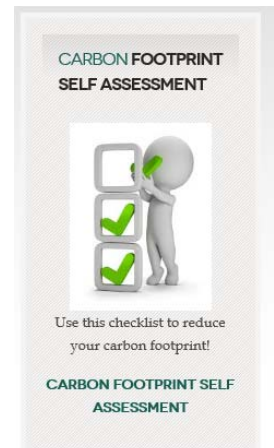 CARBON FOOTPRINT
SELF ASSESSMENT
Use this checklist to reduce
your carbon footprint!
CARBON FOOTPRINT SELF
ASSESSMENT